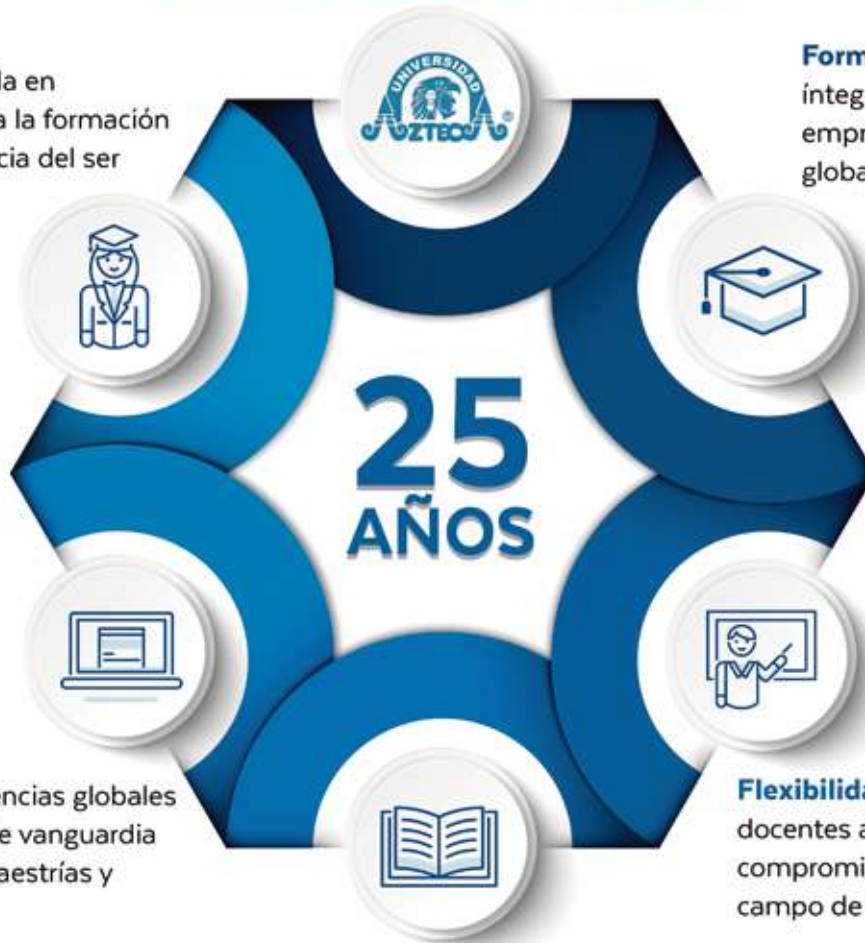 UNIVERSIDAD
AZTECA
®
la en
a la formación
cia del ser
Form
ínteg
empr
globa
25
AÑOS
encias globales
e vanguardia
aestrías y
Flexibilida
docentes a
compromi
campo de